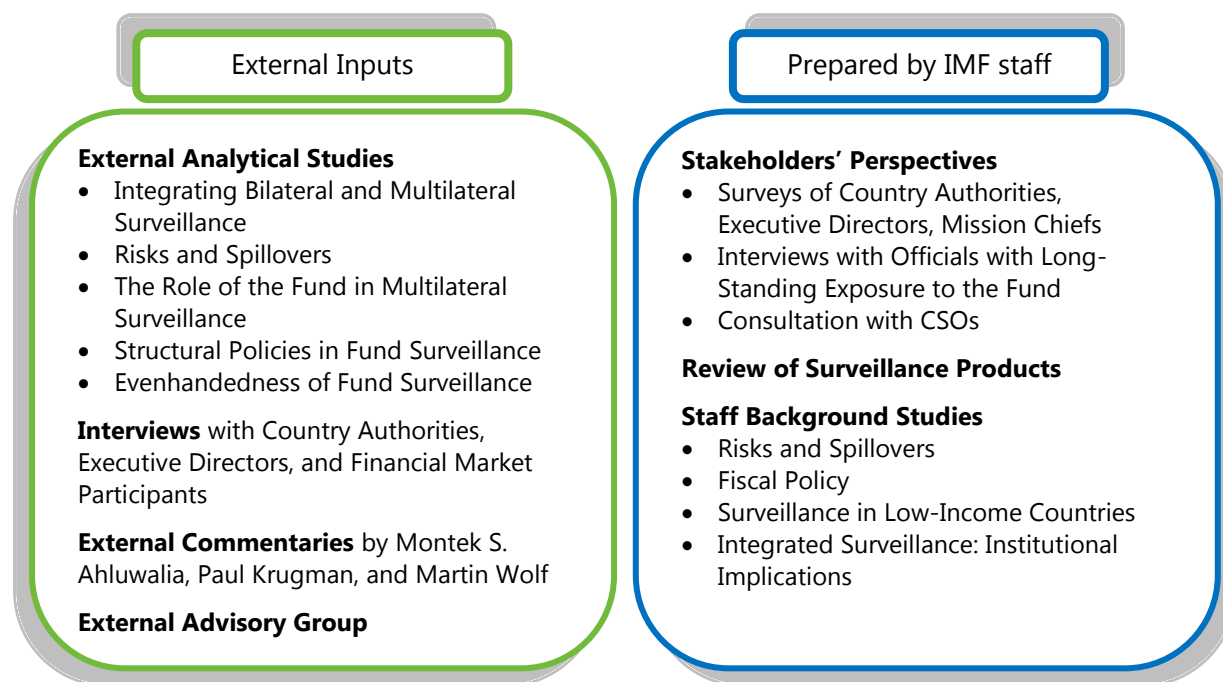 External Inputs
External Analytical Studies
• Integrating Bilateral and Multilateral
Surveillance
• Risks and Spillovers
• The Role of the Fund in Multilateral
Surveillance
• Structural Policies in Fund Surveillance
• Evenhandedness of Fund Surveillance
Interviews with Country Authorities,
Executive Directors, and Financial Market
Participants
External Commentaries by Montek S.
Ahluwalia, Paul Krugman, and Martin Wolf
External Advisory Group
Prepared by IMF staff
Stakeholders’ Perspectives
• Surveys of Country Authorities,
Executive Directors, Mission Chiefs
• Interviews with Officials with Long-
Standing Exposure to the Fund
• Consultation with CSOs
Review of Surveillance Products
Staff Background Studies
• Risks and Spillovers
• Fiscal Policy
• Surveillance in Low-Income Countries
• Integrated Surveillance: Institutional
Implications